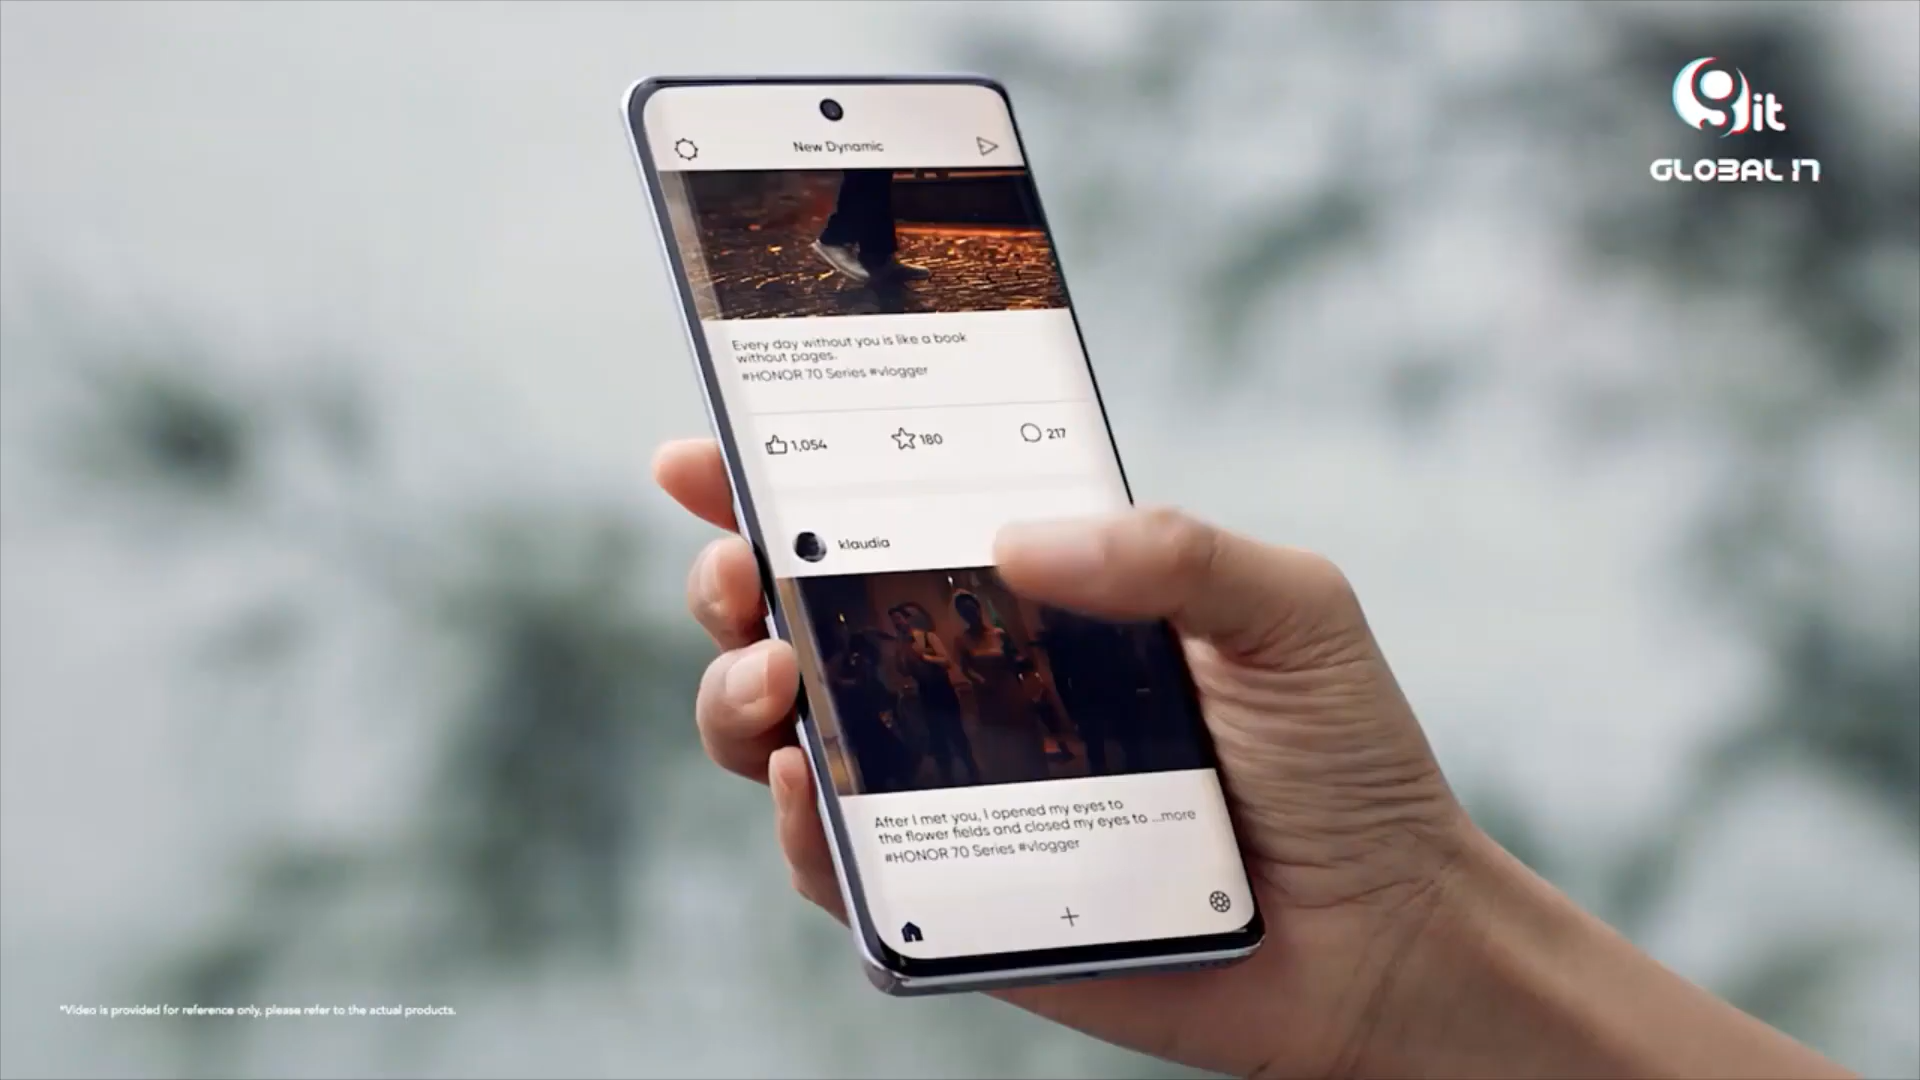 git
GLOBAL 17
New Dynamic
Every day without you is like a book
without pages.
#HONOR 70 Series #vlogger
1,054
180
217
klaudia
After I met you, I opened my eyes to
the flower fields and closed my eyes to ...more
#HONOR 70 Series #vlogger
*Video is provided for reference only, please refer to the actual products.